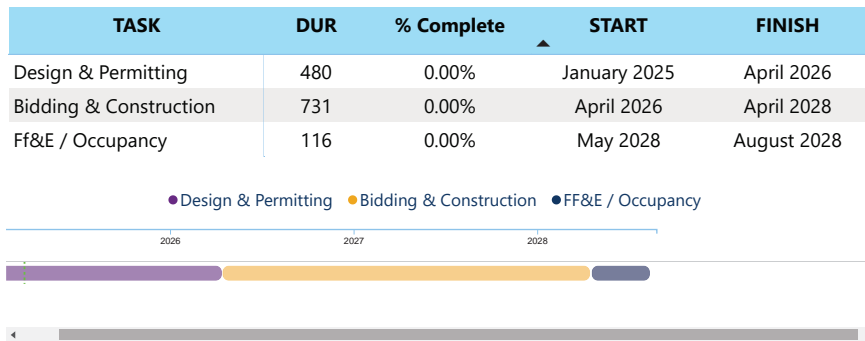 TASK DUR % Complete START FINISH
Design & Permitting 480 0.00% January 2025 April 2026
Bidding & Construction 731 0.00% April 2026 April 2028
Ff&E / Occupancy 116 0.00% May 2028 August 2028
Design & Permitting Bidding & Construction FF&E / Occupancy
2026 2027 2028